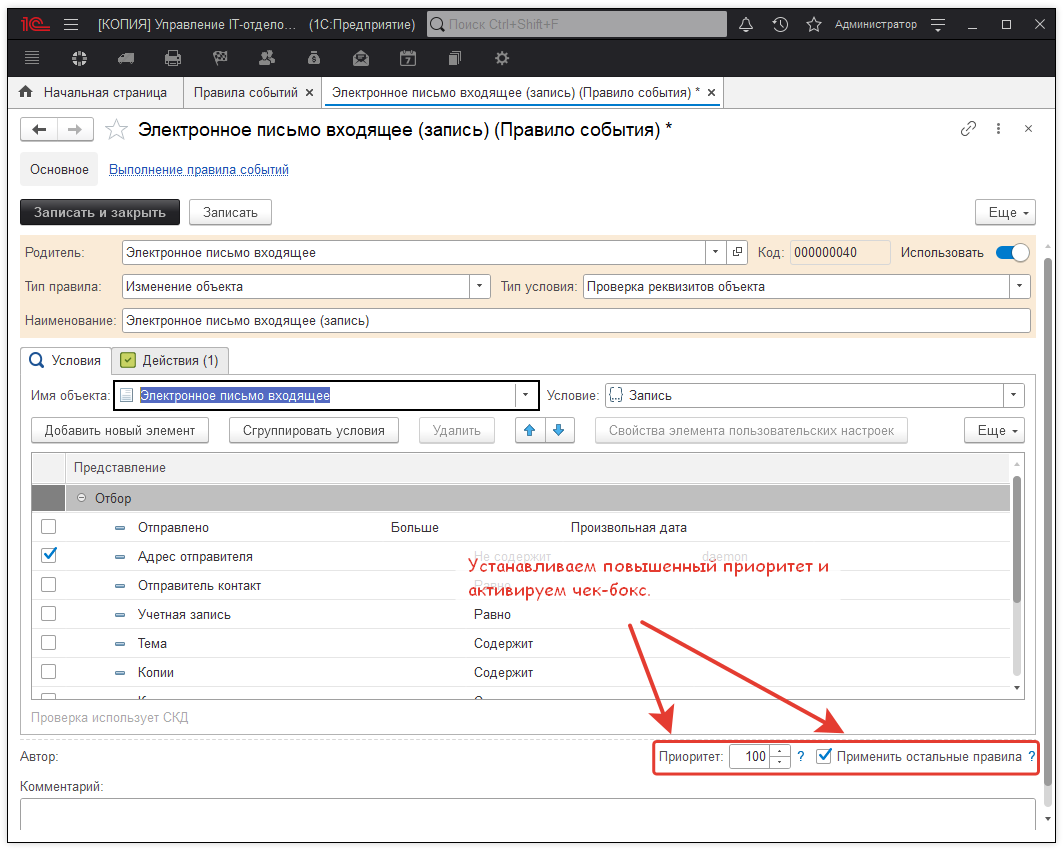 [КОПИЯ] Управление IT-отдело... (1С:Предприятие) Поиск Ctrl+Shift+F Администратор
Начальная страница Правила событий × Электронное письмо входящее (запись) (Правило события) * ×
Электронное письмо входящее (запись) (Правило события) *
Основное Выполнение правила событий
Записать и закрыть Записать Еще
Родитель: Электронное письмо входящее Код: 000000040 Использовать
Тип правила: Изменение объекта Тип условия: Проверка реквизитов объекта
Наименование: Электронное письмо входящее (запись)
Условия Действия (1)
Имя объекта: Электронное письмо входящее Условие: Запись
Добавить новый элемент Сгруппировать условия Удалить Свойства элемента пользовательских настроек Еще
Представление
Отбор
Отправлено Больше Произвольная дата
Адрес отправителя Не содержит daemon
Устанавливаем повышенный приоритет и
активируем чек-бокс.
Отправитель контакт Равно
Учетная запись Равно
Тема Содержит
Копии Содержит
Проверка использует СКД
Автор: Приоритет: 100 ? Применить остальные правила ?
Комментарий: